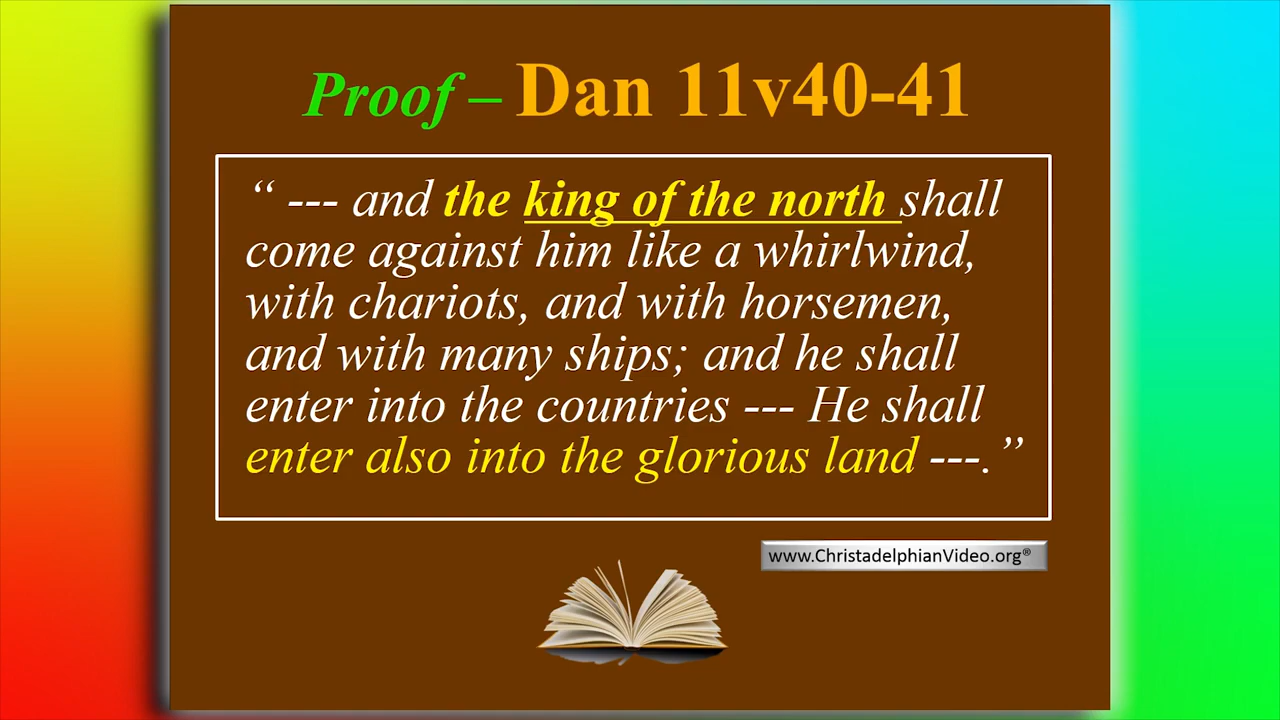 Proof – Dan 11v40-41
“ --- and the king of the north shall
come against him like a whirlwind,
with chariots, and with horsemen,
and with many ships; and he shall
enter into the countries --- He shall
enter also into the glorious land ---.”
www.ChristadelphianVideo.org®